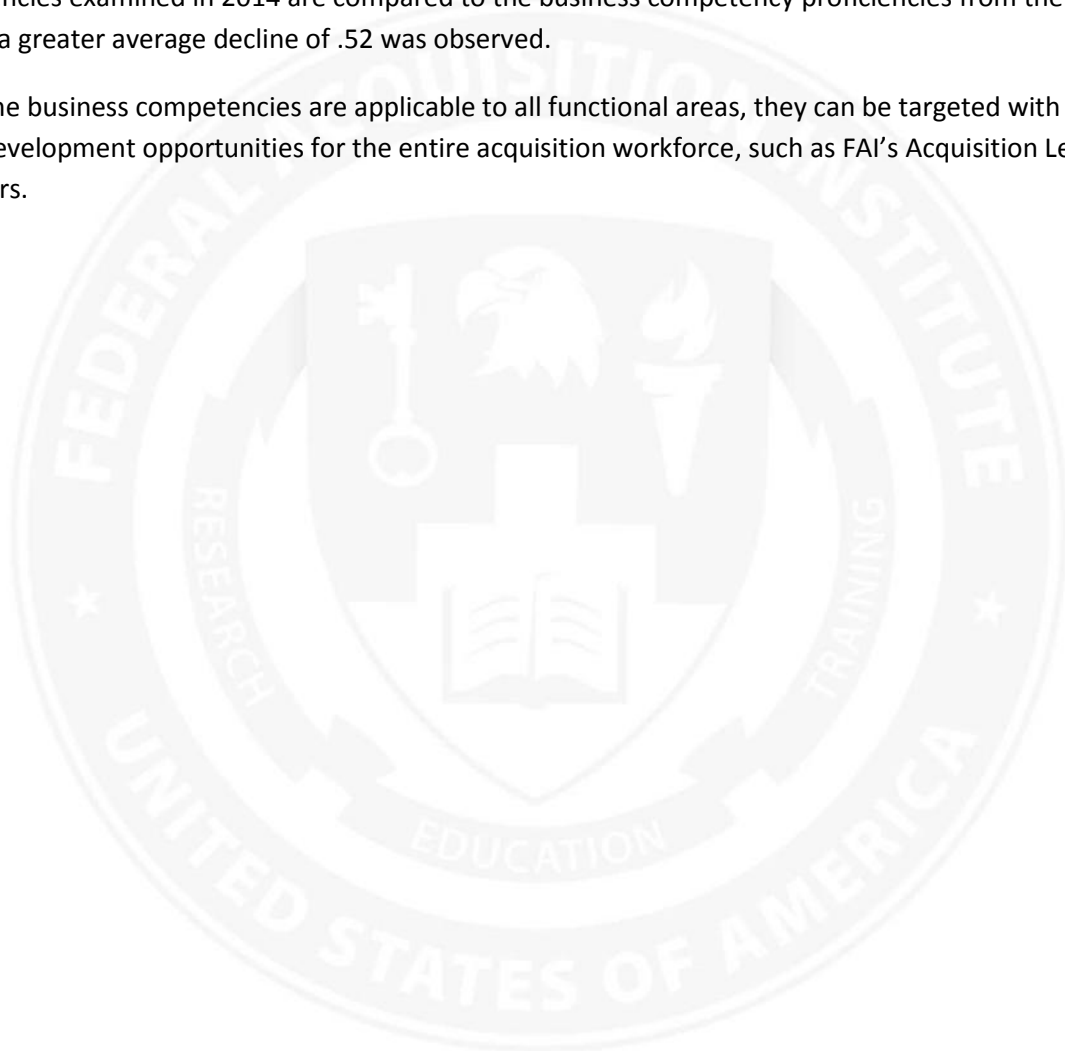 ncies examined in 2014 are compared to the business competency proficiencies from the
a greater average decline of .52 was observed.
he business competencies are applicable to all functional areas, they can be targeted with
evelopment opportunities for the entire acquisition workforce, such as FAI’s Acquisition Le
rs.
FEDERAL ACQUISITION INSTITUTE
RESEARCH
TRAINING
EDUCATION
UNITED STATES OF AMERICA